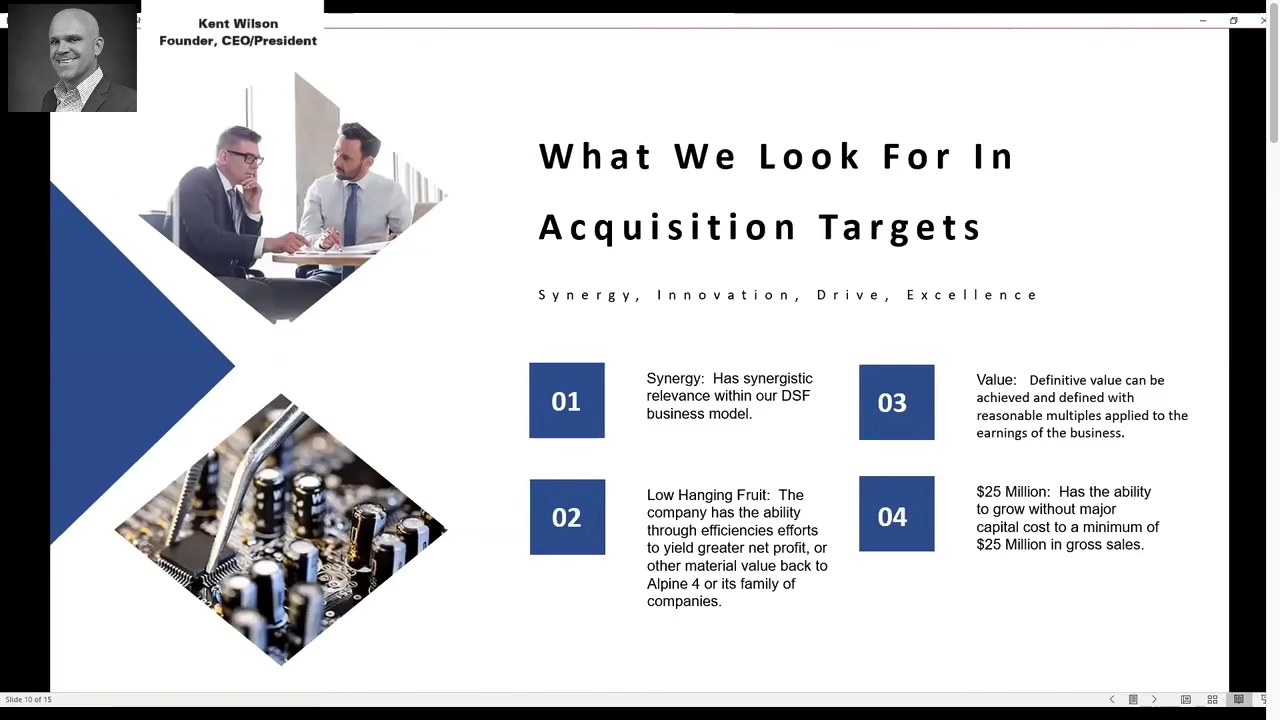 Kent Wilson
Founder, CEO/President
What We Look For In
Acquisition Targets
Synergy, Innovation, Drive, Excellence
01
Synergy:  Has synergistic
relevance within our DSF
business model.
02
Low Hanging Fruit:  The
company has the ability
through efficiencies efforts
to yield greater net profit, or
other material value back to
Alpine 4 or its family of
companies.
03
Value:   Definitive value can be
achieved and defined with
reasonable multiples applied to the
earnings of the business.
04
$25 Million:  Has the ability
to grow without major
capital cost to a minimum of
$25 Million in gross sales.
Slide 10 of 15